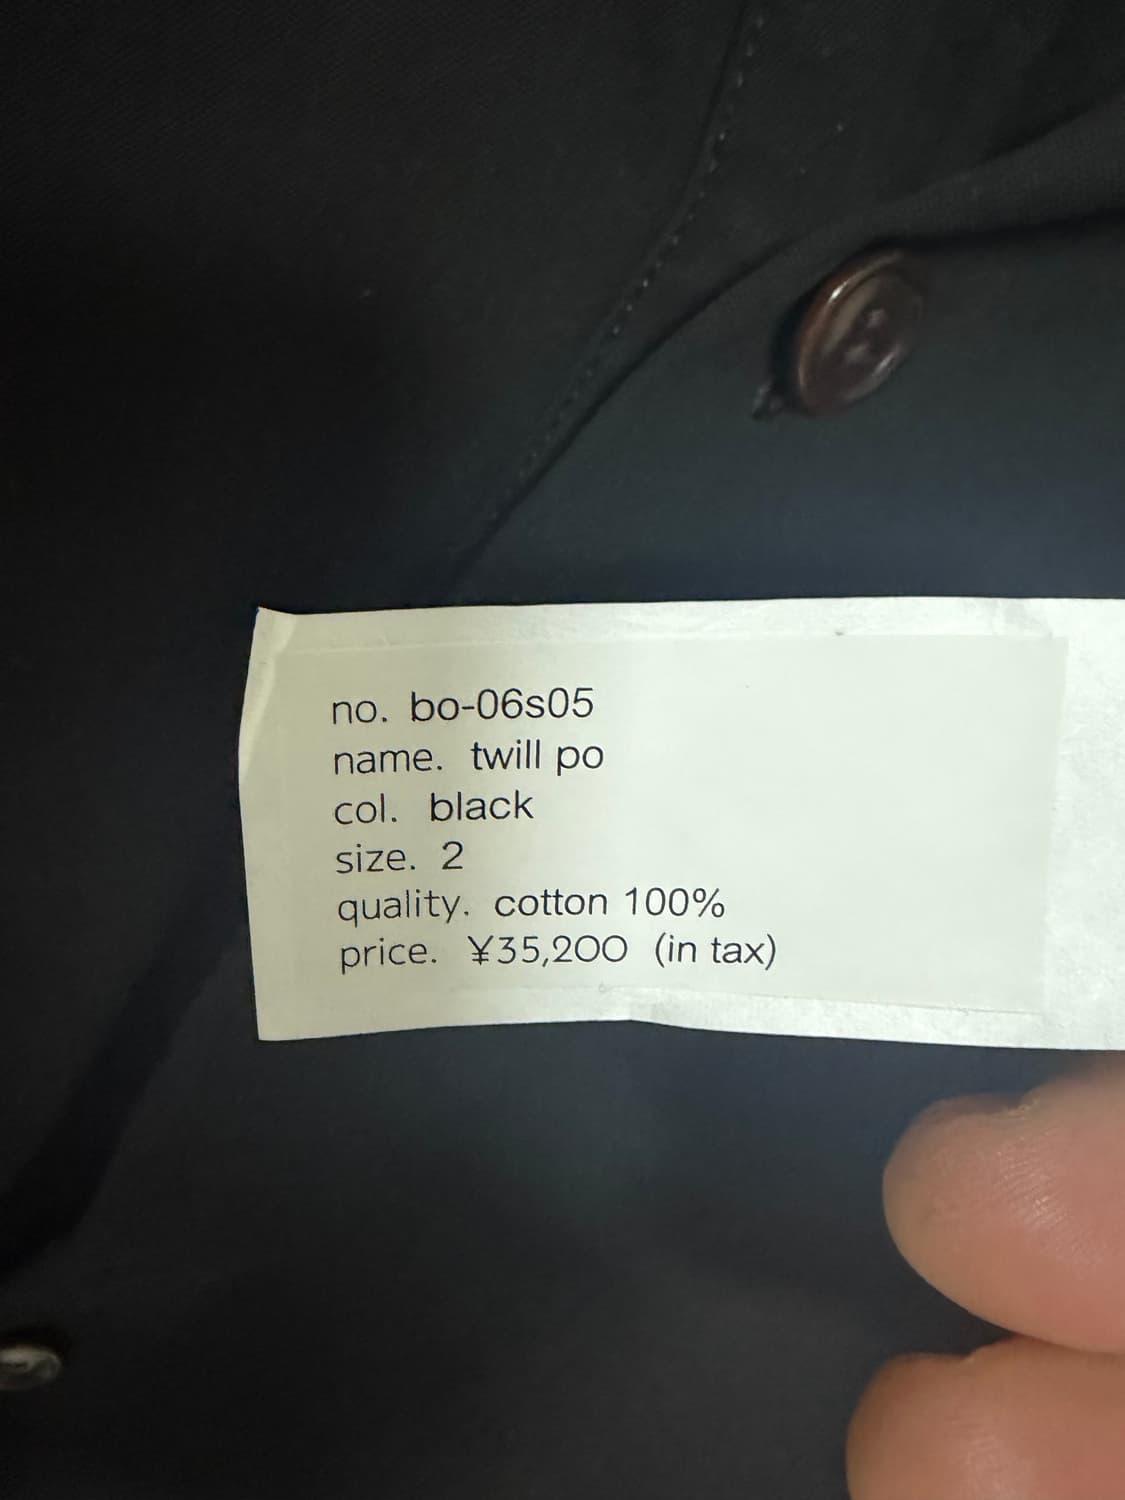 no. bo-06s05
name. twill po
col. black
size. 2
quality. cotton 100%
price. ¥35,200 (in tax)